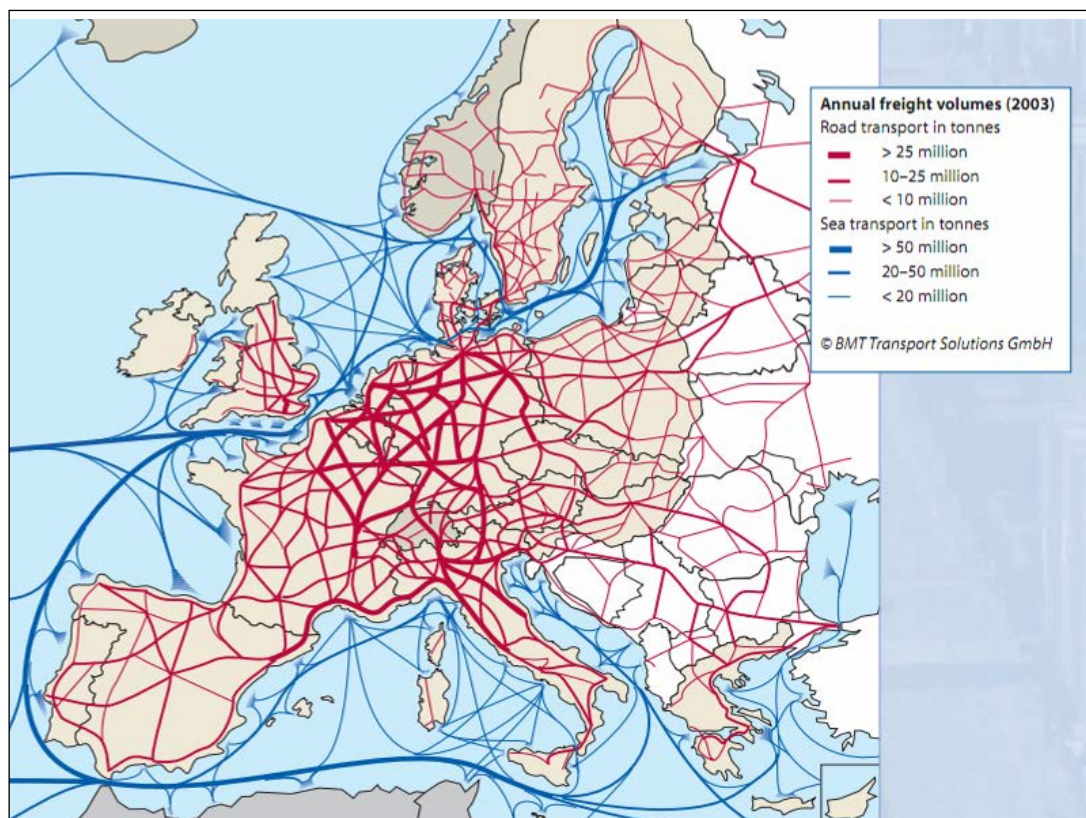 Annual freight volumes (2003)
Road transport in tonnes
> 25 million
10–25 million
< 10 million
Sea transport in tonnes
> 50 million
20–50 million
< 20 million
© BMT Transport Solutions GmbH